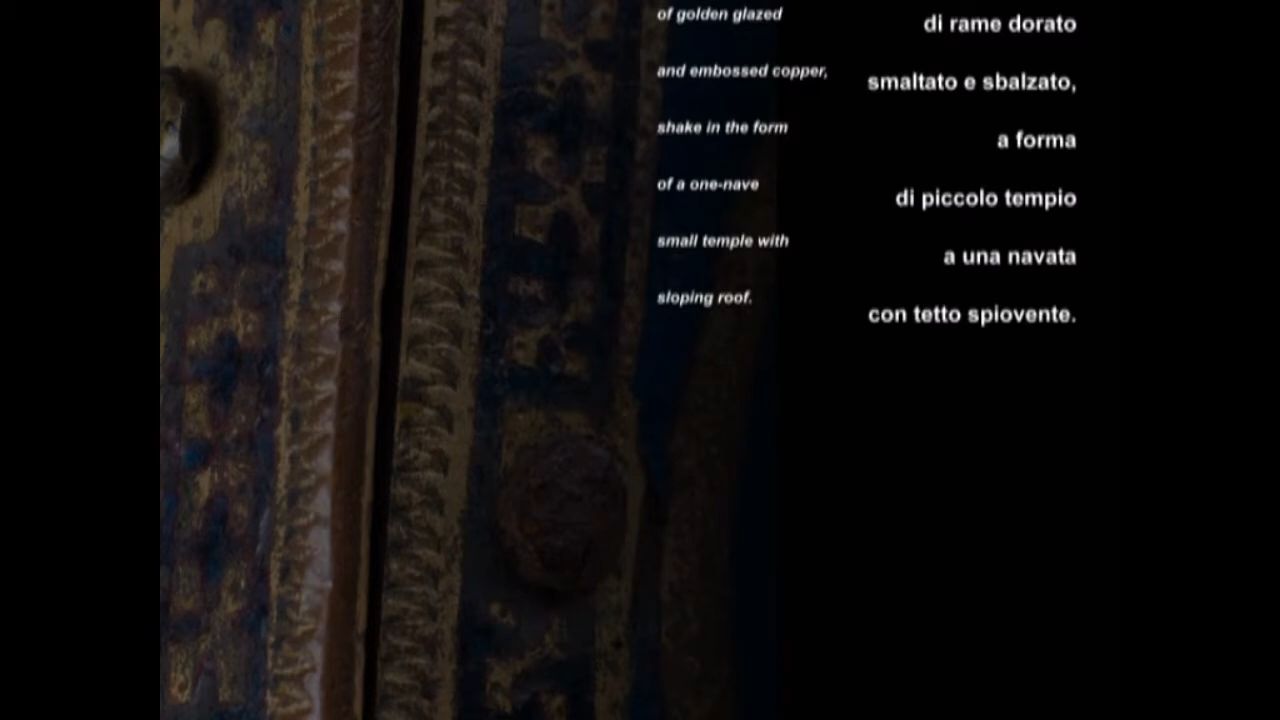 of golden glazed
and embossed copper,
shake in the form
of a one-nave
small temple with
sloping roof.
di rame dorato
smaltato e sbalzato,
a forma
di piccolo tempio
a una navata
con tetto spiovente.